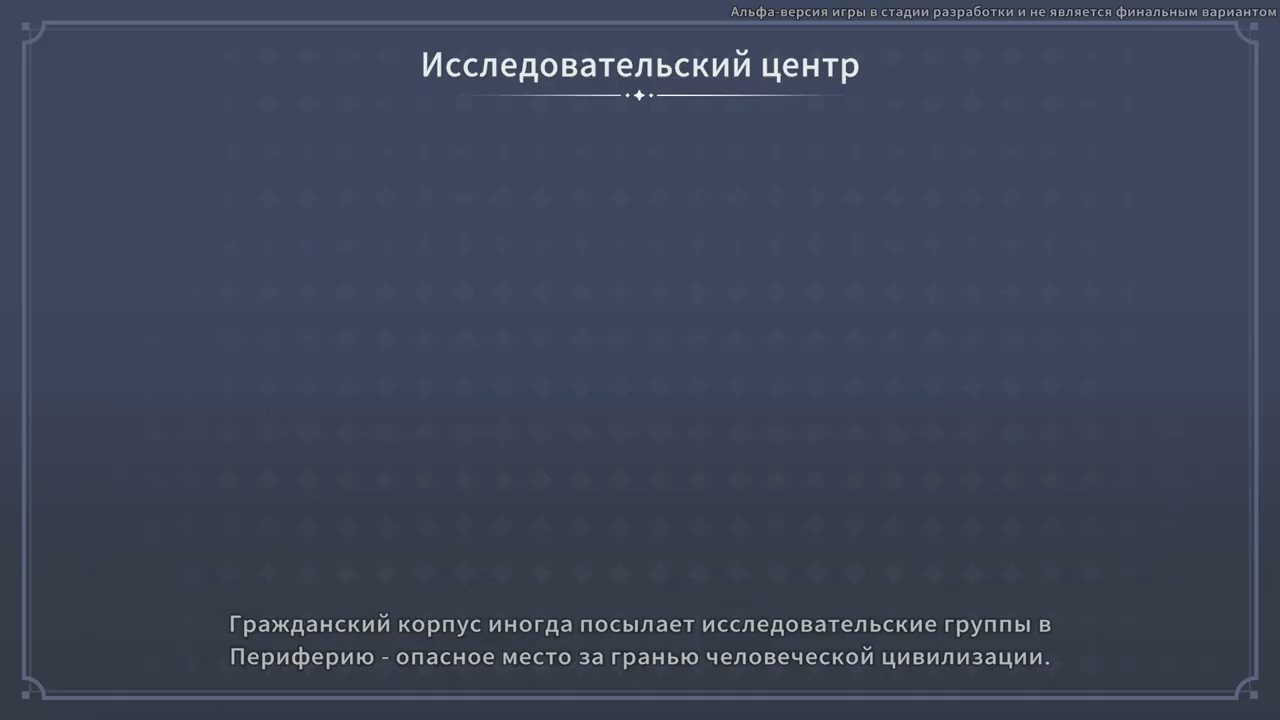 Альфа-версия игры в стадии разработки и не является финальным вариантом
Исследовательский центр
Гражданский корпус иногда посылает исследовательские группы в
Периферию - опасное место за гранью человеческой цивилизации.